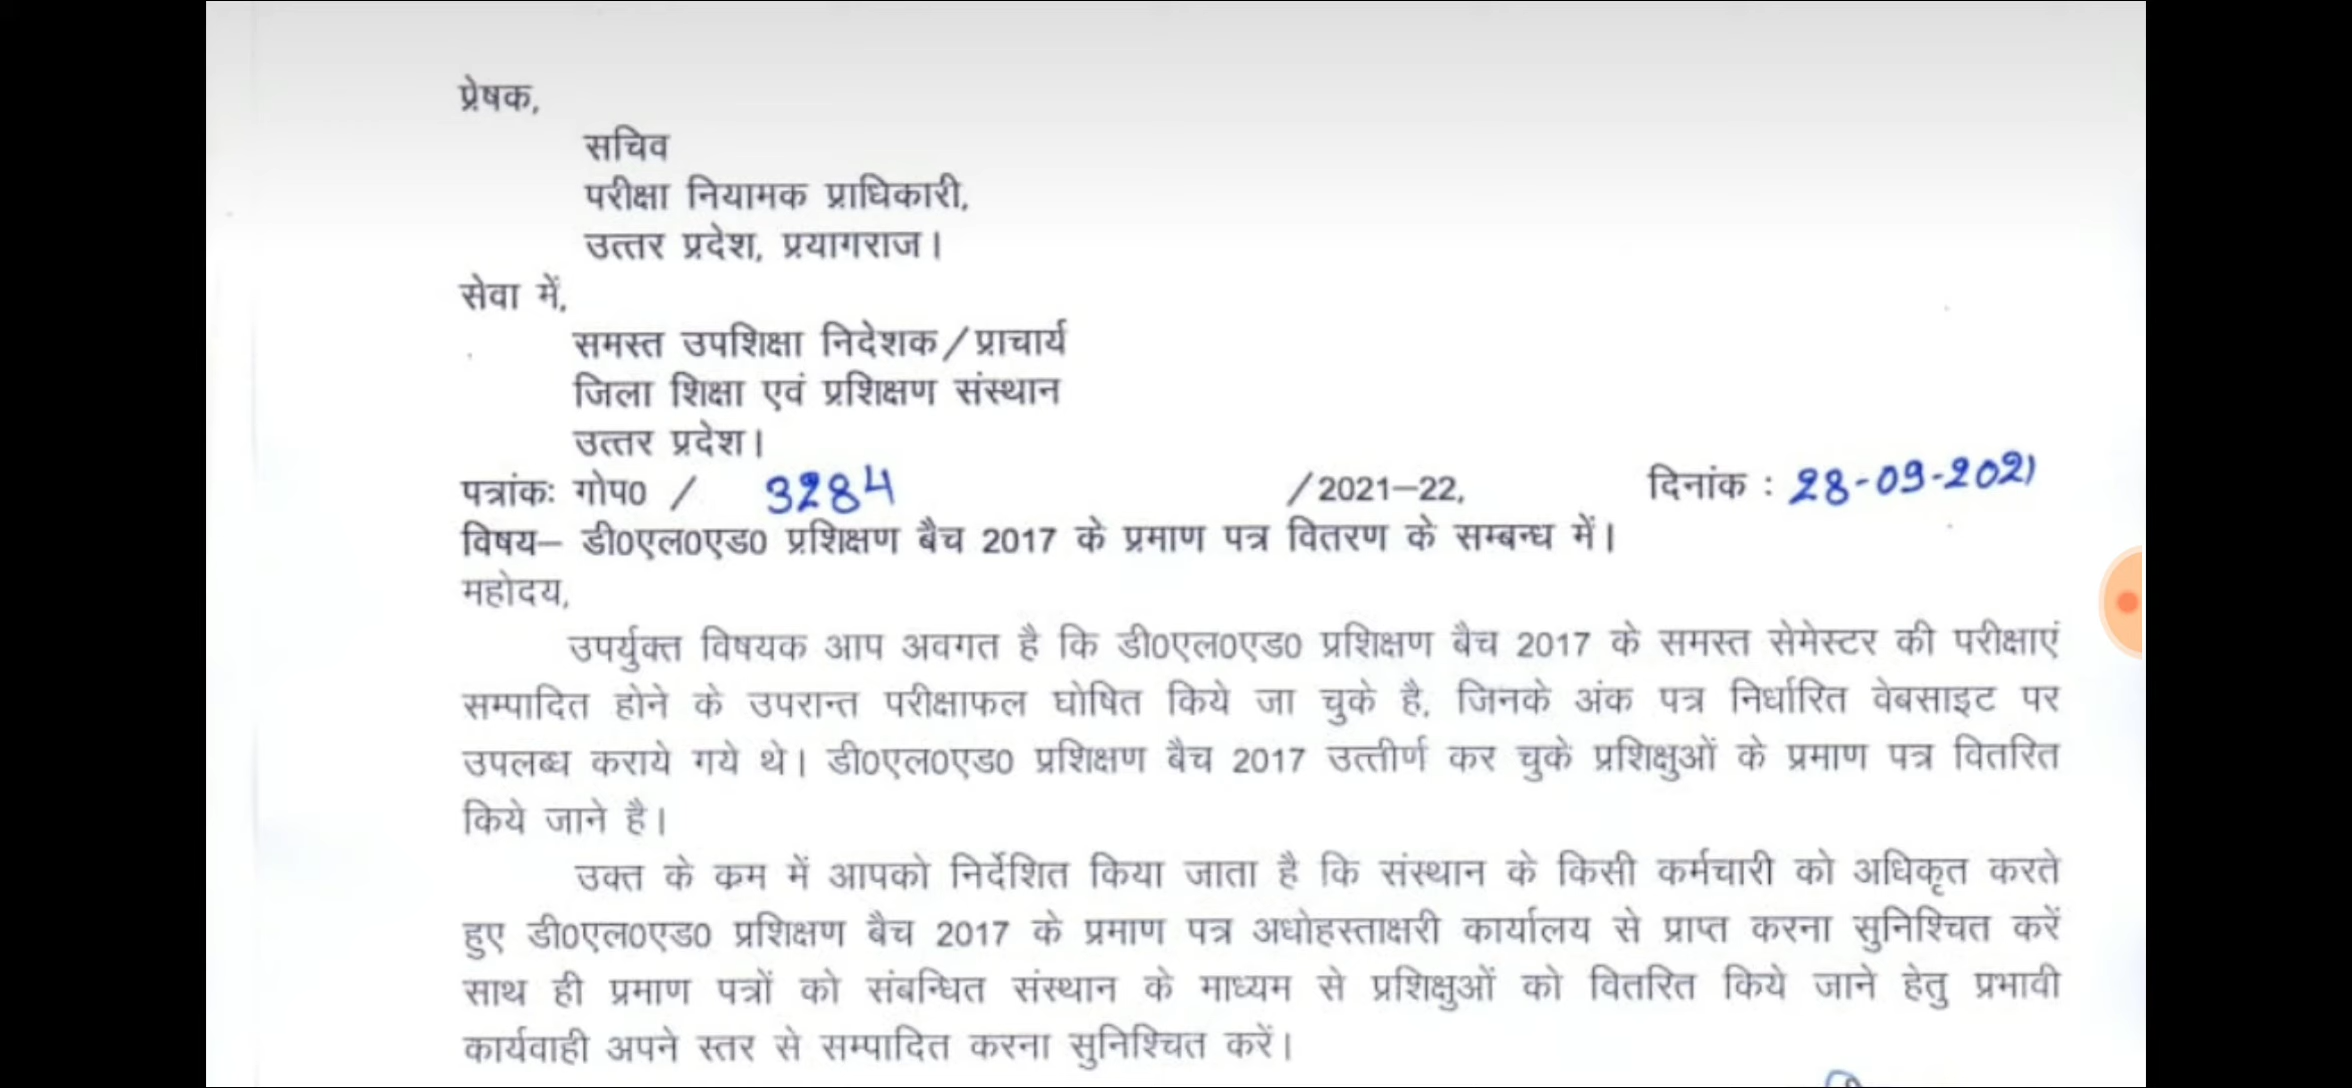 प्रेषक,
सचिव
परीक्षा नियामक प्राधिकारी,
उत्तर प्रदेश, प्रयागराज।
सेवा में,
समस्त उपशिक्षा निदेशक/प्राचार्य
जिला शिक्षा एवं प्रशिक्षण संस्थान
उत्तर प्रदेश।
पत्रांकः गोप0 / 3284 /2021–22, दिनांक : 28-09-2021
विषय– डी0एल0एड0 प्रशिक्षण बैच 2017 के प्रमाण पत्र वितरण के सम्बन्ध में।
महोदय,
उपर्युक्त विषयक आप अवगत है कि डी0एल0एड0 प्रशिक्षण बैच 2017 के समस्त सेमेस्टर की परीक्षाएं
सम्पादित होने के उपरान्त परीक्षाफल घोषित किये जा चुके है, जिनके अंक पत्र निर्धारित वेबसाइट पर
उपलब्ध कराये गये थे। डी0एल0एड0 प्रशिक्षण बैच 2017 उत्तीर्ण कर चुके प्रशिक्षुओं के प्रमाण पत्र वितरित
किये जाने है।
उक्त के कम में आपको निर्देशित किया जाता है कि संस्थान के किसी कर्मचारी को अधिकृत करते
हुए डी0एल0एड0 प्रशिक्षण बैच 2017 के प्रमाण पत्र अधोहस्ताक्षरी कार्यालय से प्राप्त करना सुनिश्चित करें
साथ ही प्रमाण पत्रों को संबन्धित संस्थान के माध्यम से प्रशिक्षुओं को वितरित किये जाने हेतु प्रभावी
कार्यवाही अपने स्तर से सम्पादित करना सुनिश्चित करें।